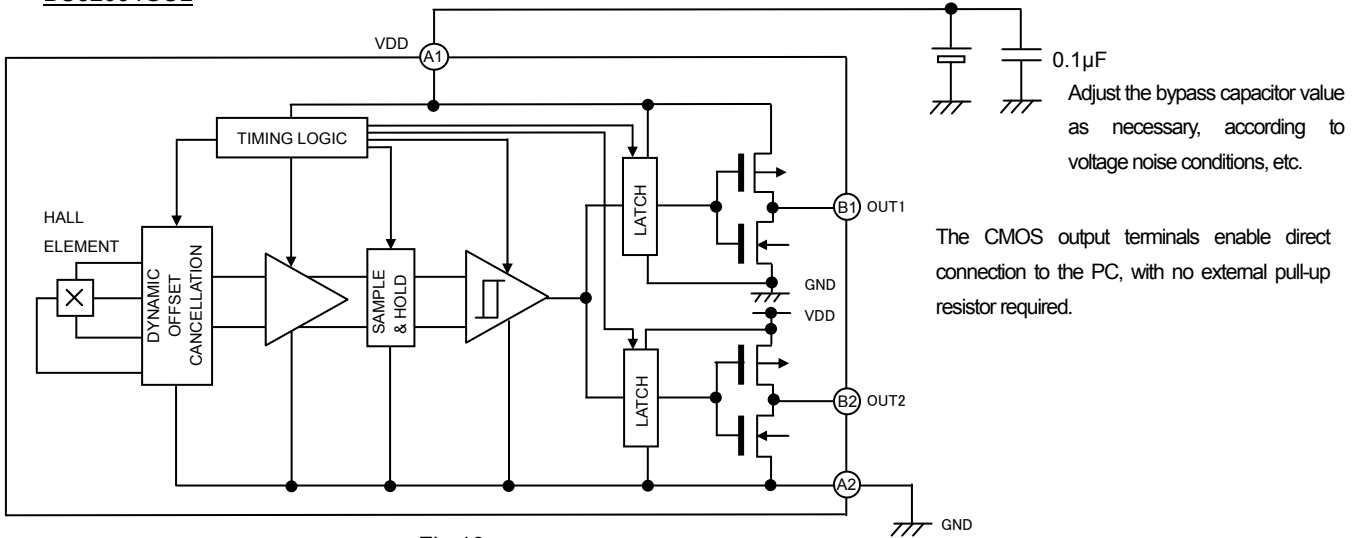 VDD
A1
0.1µF
Adjust the bypass capacitor value
as necessary, according to
voltage noise conditions, etc.
TIMING LOGIC
LATCH
B1 OUT1
HALL
ELEMENT
DYNAMIC
OFFSET
CANCELLATION
SAMPLE
& HOLD
The CMOS output terminals enable direct
connection to the PC, with no external pull-up
resistor required.
GND
VDD
LATCH
B2 OUT2
A2
GND